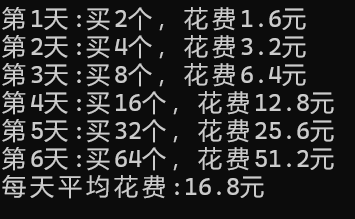 第1天:买2个, 花费1.6元
第2天:买4个, 花费3.2元
第3天:买8个, 花费6.4元
第4天:买16个, 花费12.8元
第5天:买32个, 花费25.6元
第6天:买64个, 花费51.2元
每天平均花费:16.8元